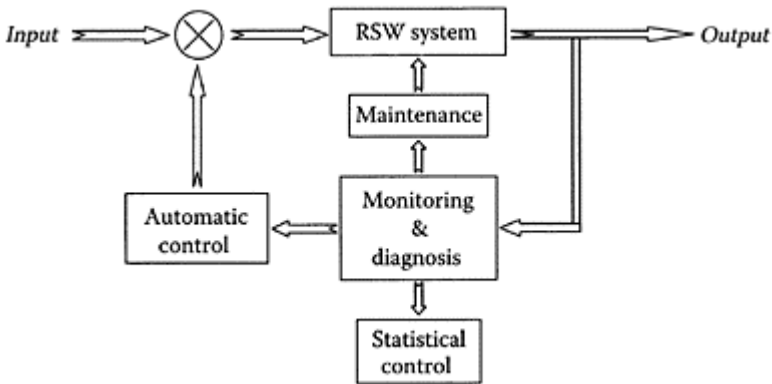 Input
RSW system
Output
Maintenance
Automatic
control
Monitoring
&
diagnosis
Statistical
control